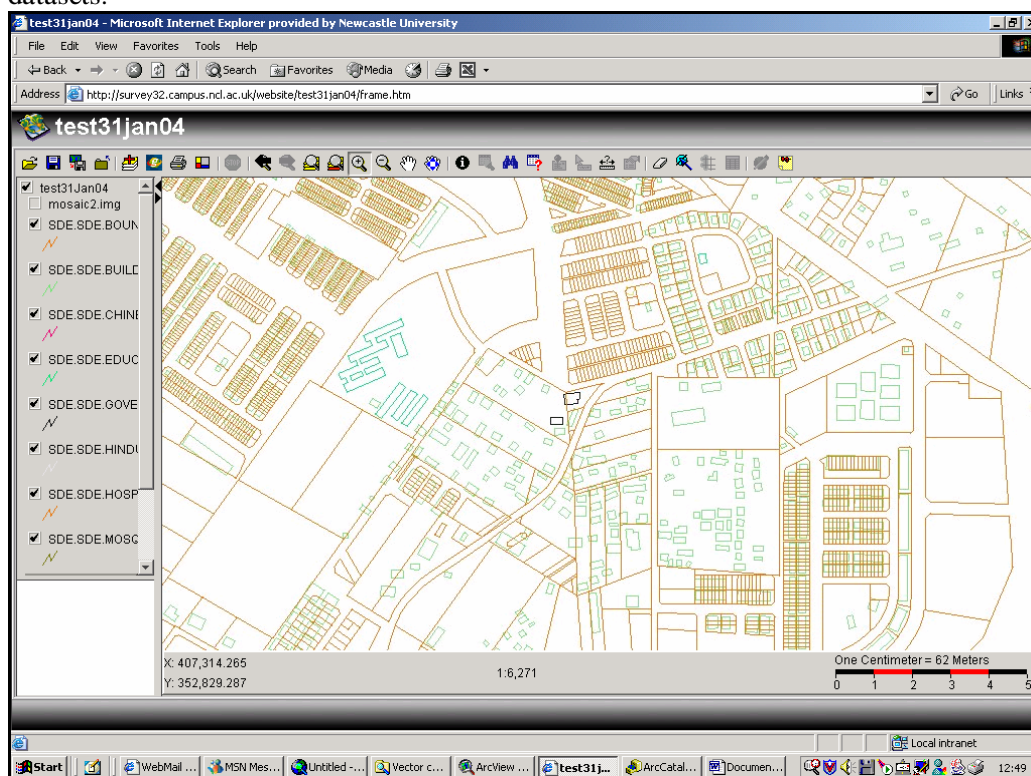 datasets.
test31jan04 - Microsoft Internet Explorer provided by Newcastle University
File Edit View Favorites Tools Help
Back Search Favorites Media
Address http://survey32.campus.ncl.ac.uk/website/test31jan04/frame.htm Go Links
test31jan04
test31Jan04
mosaic2.img
SDE.SDE.BOUN
SDE.SDE.BUILD
SDE.SDE.CHINE
SDE.SDE.EDUC
SDE.SDE.GOVE
SDE.SDE.HINDU
SDE.SDE.HOSP
SDE.SDE.MOSQ
X: 407,314.265
Y: 352,829.287
1:6,271
One Centimeter = 62 Meters
0 1 2 3 4 5
Local intranet
Start WebMail ... MSN Mes... Untitled -... Vector c... ArcView ... test31j... ArcCatal... Documen... 12:49